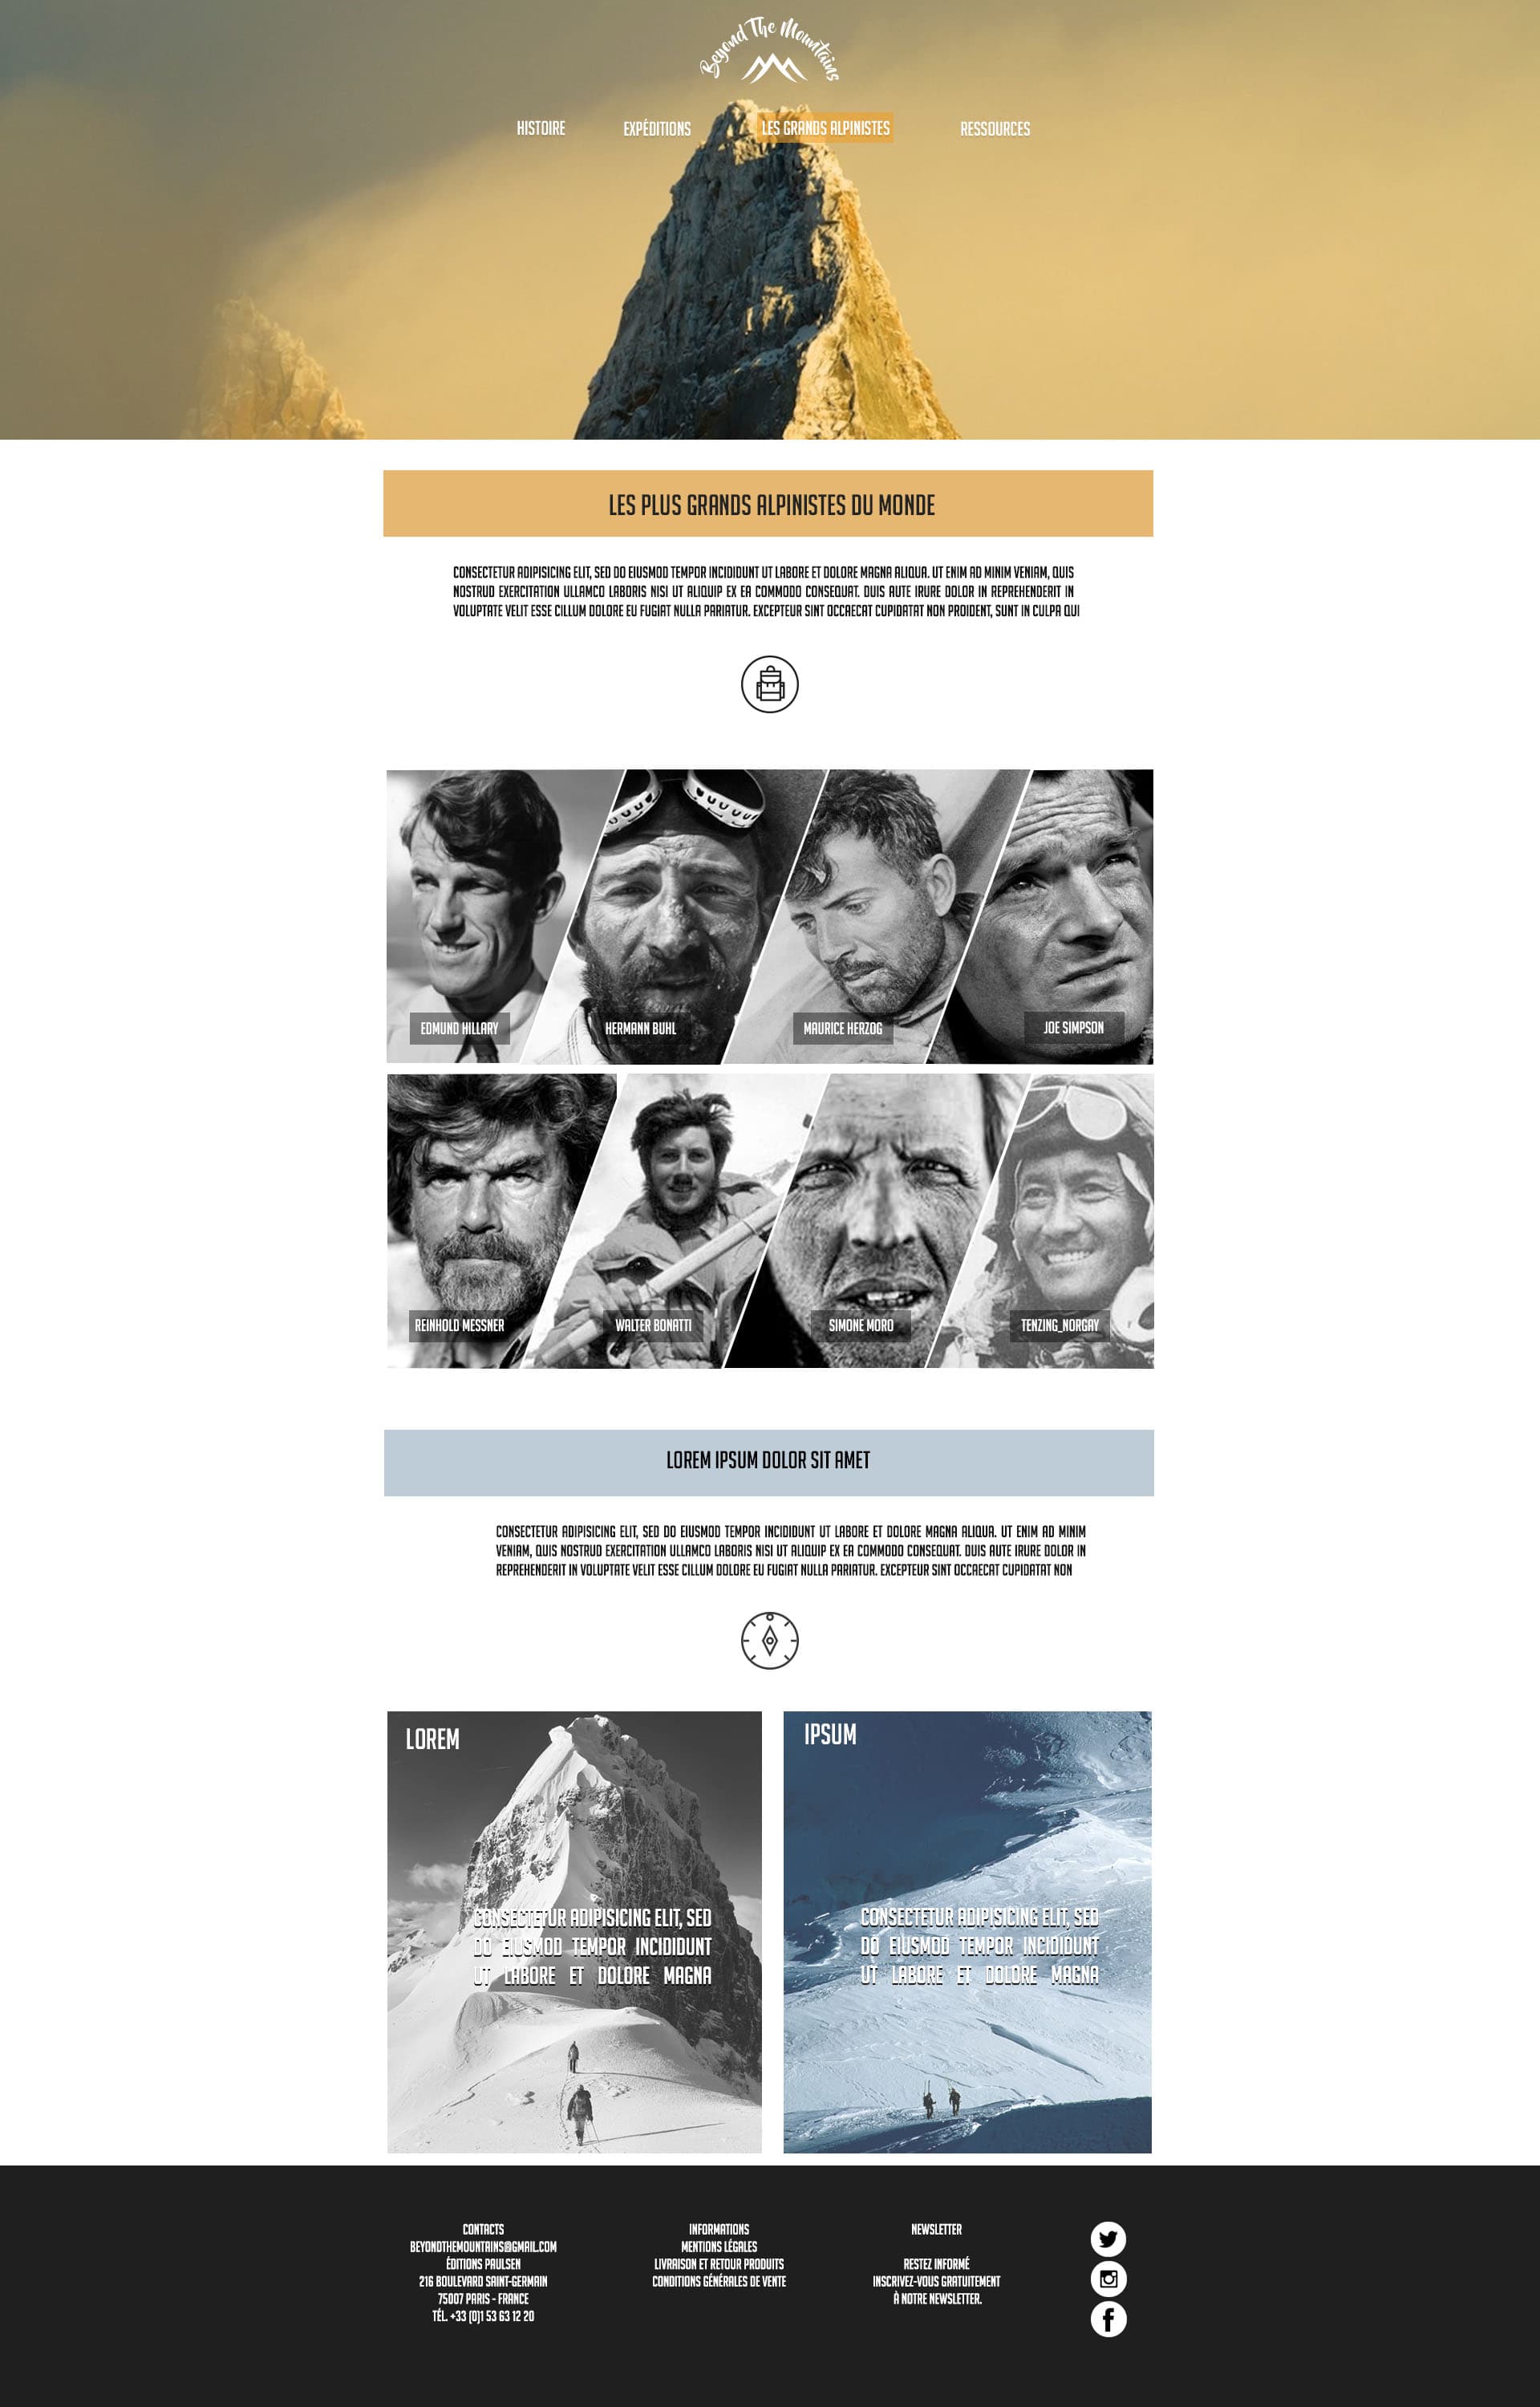 Beyond The Mountains
HISTOIRE
EXPÉDITIONS
LES GRANDS ALPINISTES
RESSOURCES
LES PLUS GRANDS ALPINISTES DU MONDE
CONSECTETUR ADIPISICING ELIT, SED DO EIUSMOD TEMPOR INCIDIDUNT UT LABORE ET DOLORE MAGNA ALIQUA. UT ENIM AD MINIM VENIAM, QUIS
NOSTRUD EXERCITATION ULLAMCO LABORIS NISI UT ALIQUIP EX EA COMMODO CONSEQUAT. DUIS AUTE IRURE DOLOR IN REPREHENDERIT IN
VOLUPTATE VELIT ESSE CILLUM DOLORE EU FUGIAT NULLA PARIATUR. EXCEPTEUR SINT OCCAECAT CUPIDATAT NON PROIDENT, SUNT IN CULPA QUI
EDMUND HILLARY
HERMANN BUHL
MAURICE HERZOG
JOE SIMPSON
REINHOLD MESSNER
WALTER BONATTI
SIMONE MORO
TENZING_NORGAY
LOREM IPSUM DOLOR SIT AMET
CONSECTETUR ADIPISICING ELIT, SED DO EIUSMOD TEMPOR INCIDIDUNT UT LABORE ET DOLORE MAGNA ALIQUA. UT ENIM AD MINIM
VENIAM, QUIS NOSTRUD EXERCITATION ULLAMCO LABORIS NISI UT ALIQUIP EX EA COMMODO CONSEQUAT. DUIS AUTE IRURE DOLOR IN
REPREHENDERIT IN VOLUPTATE VELIT ESSE CILLUM DOLORE EU FUGIAT NULLA PARIATUR. EXCEPTEUR SINT OCCAECAT CUPIDATAT NON
LOREM
CONSECTETUR ADIPISICING ELIT, SED
DO EIUSMOD TEMPOR INCIDIDUNT
UT LABORE ET DOLORE MAGNA
IPSUM
CONSECTETUR ADIPISICING ELIT, SED
DO EIUSMOD TEMPOR INCIDIDUNT
UT LABORE ET DOLORE MAGNA
CONTACTS
BEYONDTHEMOUNTAINS@GMAIL.COM
ÉDITIONS PAULSEN
216 BOULEVARD SAINT-GERMAIN
75007 PARIS - FRANCE
TÉL. +33 (0)1 53 63 12 20
INFORMATIONS
MENTIONS LÉGALES
LIVRAISON ET RETOUR PRODUITS
CONDITIONS GÉNÉRALES DE VENTE
NEWSLETTER
RESTEZ INFORMÉ
INSCRIVEZ-VOUS GRATUITEMENT
À NOTRE NEWSLETTER.